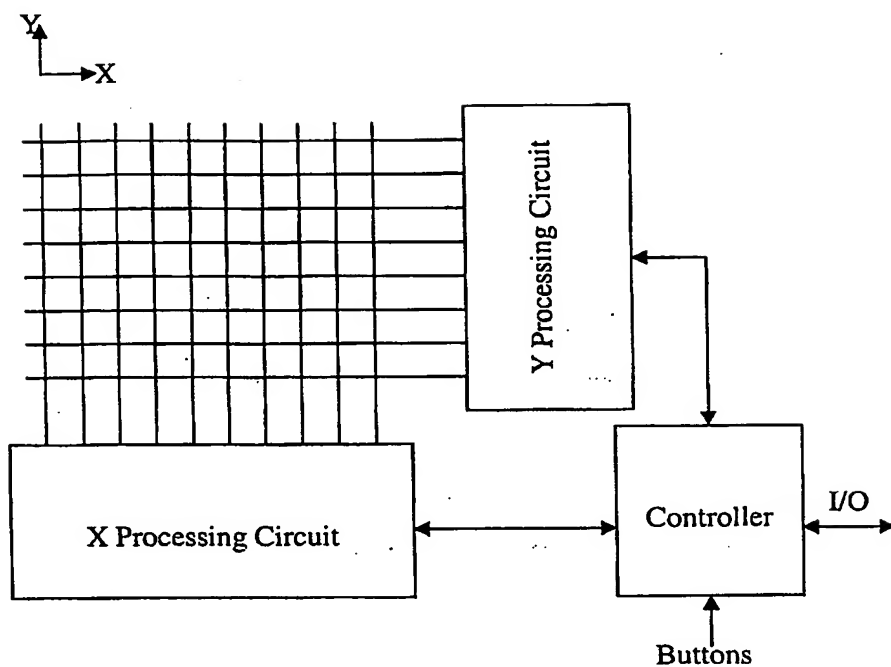 Y
X
Y Processing Circuit
X Processing Circuit
Controller
I/O
Buttons